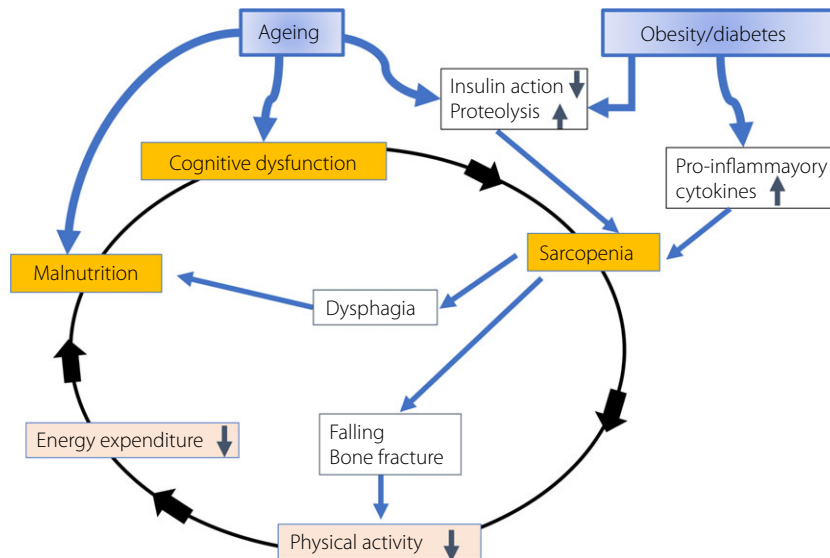 Ageing
Obesity/diabetes
Insulin action
Proteolysis
Cognitive dysfunction
Pro-inflammayory
cytokines
Sarcopenia
Malnutrition
Dysphagia
Energy expenditure
Falling
Bone fracture
Physical activity